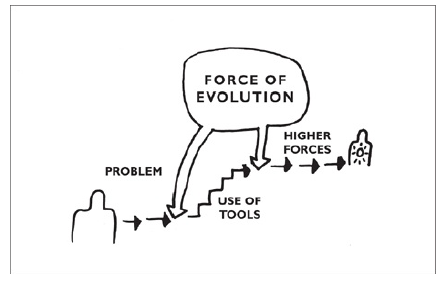 FORCE OF
EVOLUTION
PROBLEM
HIGHER
FORCES
USE OF
TOOLS